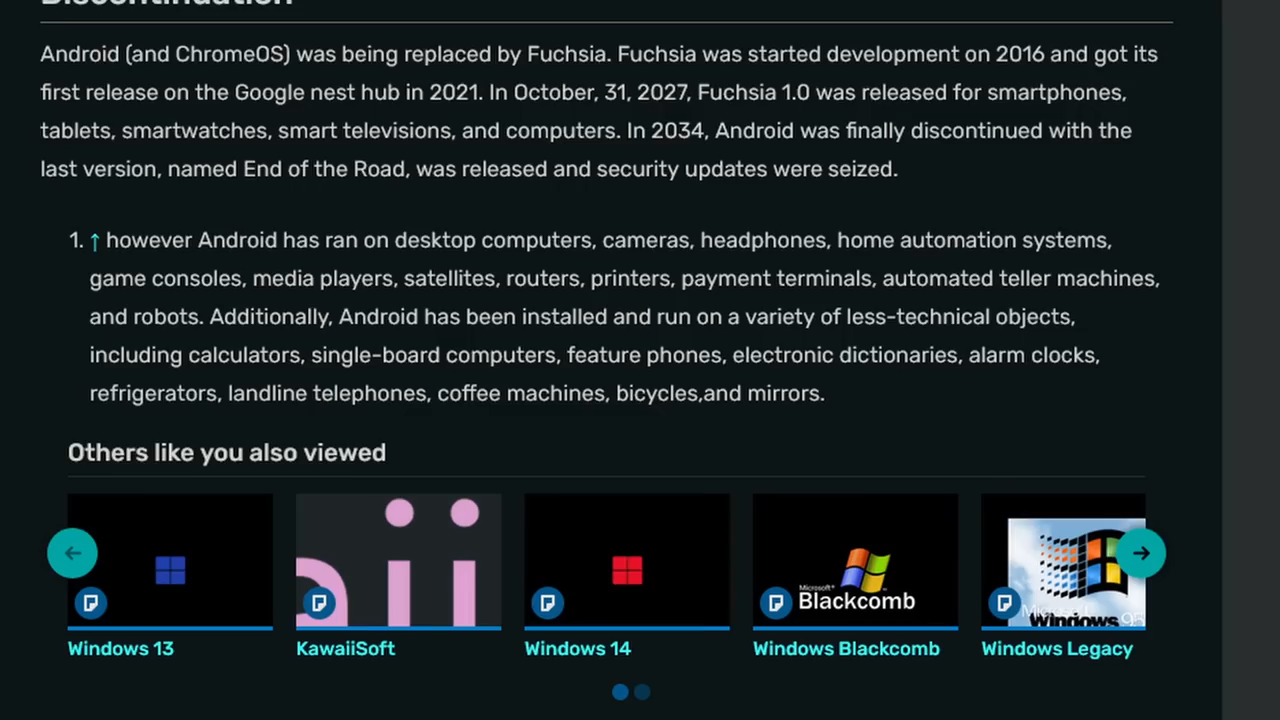 Discontinuation
Android (and ChromeOS) was being replaced by Fuchsia. Fuchsia was started development on 2016 and got its
first release on the Google nest hub in 2021. In October, 31, 2027, Fuchsia 1.0 was released for smartphones,
tablets, smartwatches, smart televisions, and computers. In 2034, Android was finally discontinued with the
last version, named End of the Road, was released and security updates were seized.
1. ↑ however Android has ran on desktop computers, cameras, headphones, home automation systems,
game consoles, media players, satellites, routers, printers, payment terminals, automated teller machines,
and robots. Additionally, Android has been installed and run on a variety of less-technical objects,
including calculators, single-board computers, feature phones, electronic dictionaries, alarm clocks,
refrigerators, landline telephones, coffee machines, bicycles,and mirrors.
Others like you also viewed
aii
Microsoft
Blackcomb
Microsoft
Windows 95
Windows 13
KawaiiSoft
Windows 14
Windows Blackcomb
Windows Legacy